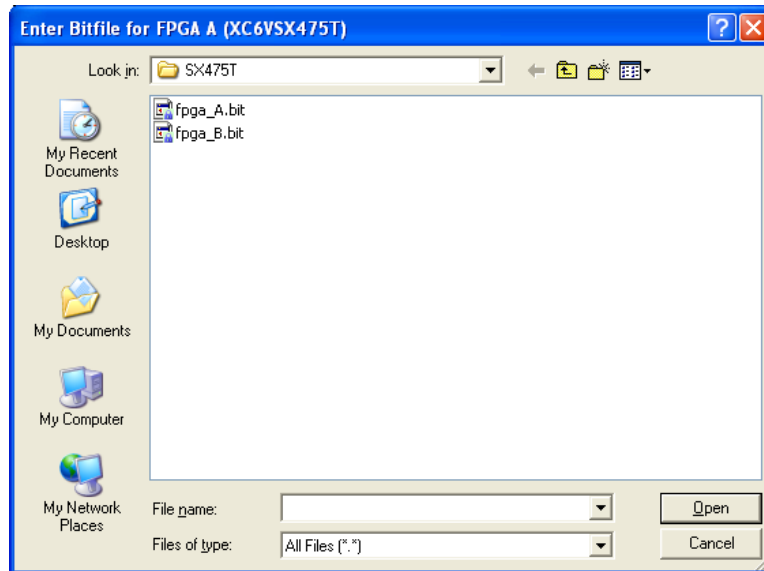 Enter Bitfile for FPGA A (XC6VSX475T)
Look in: SX475T
fpga_A.bit
fpga_B.bit
My Recent
Documents
Desktop
My Documents
My Computer
My Network
Places
File name:
Open
Files of type: All Files (*.*)
Cancel